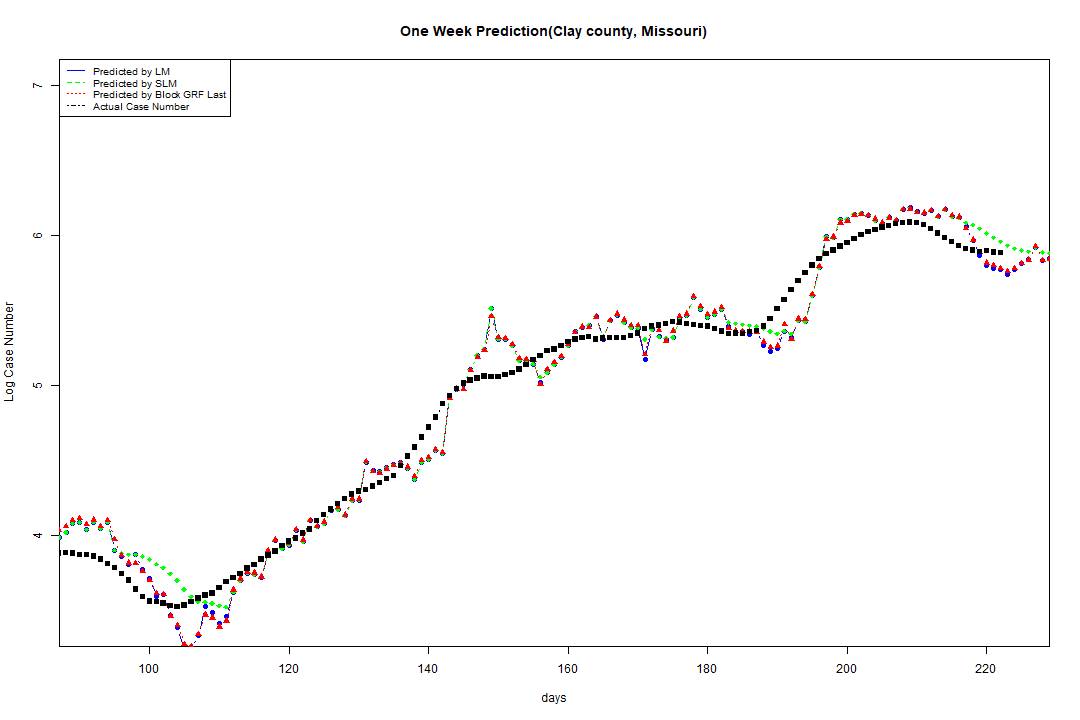 One Week Prediction(Clay county, Missouri)
Predicted by LM
Predicted by SLM
Predicted by Block GRF Last
Actual Case Number
7
6
5
4
Log Case Number
100 120 140 160 180 200 220
days